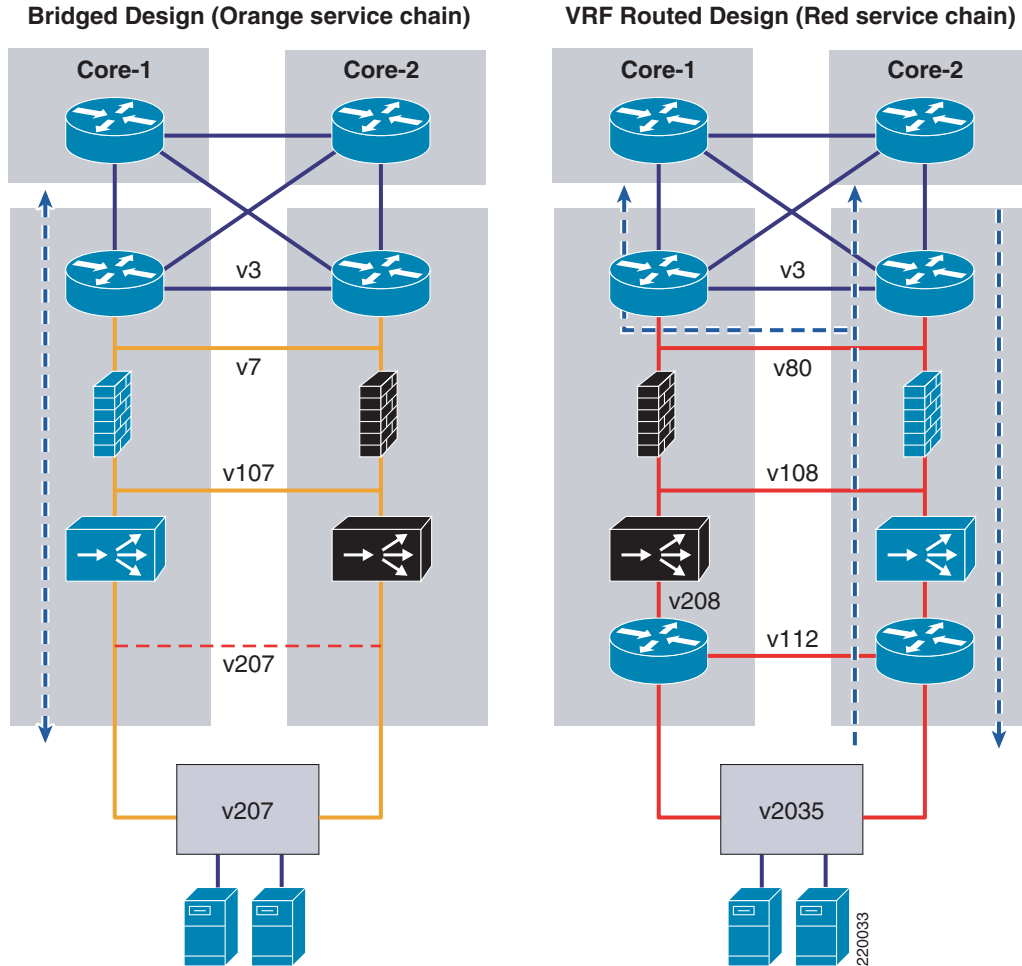 Bridged Design (Orange service chain)
Core-1
Core-2
v3
v7
v107
v207
v207
VRF Routed Design (Red service chain)
Core-1
Core-2
v3
v80
v108
v208
v112
v2035
220033